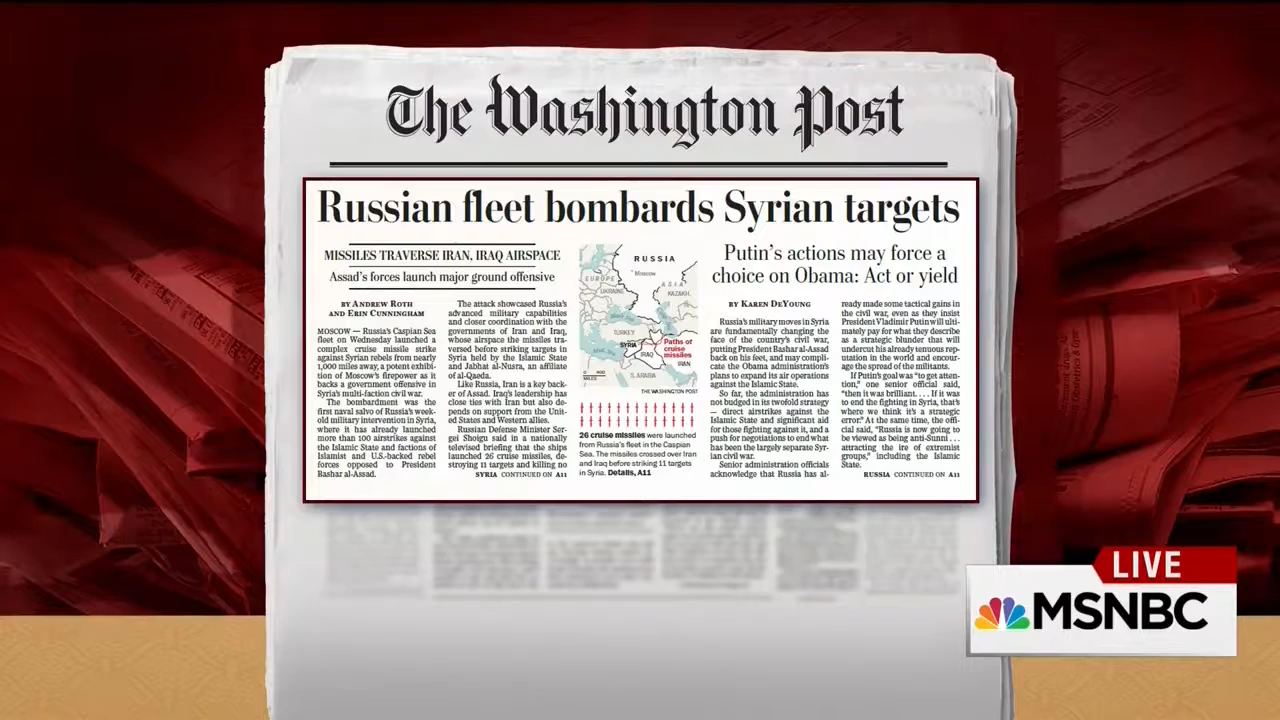 The Washington Post
Russian fleet bombards Syrian targets
MISSILES TRAVERSE IRAN, IRAQ AIRSPACE
Assad's forces launch major ground offensive
BY ANDREW ROTH
AND ERIN CUNNINGHAM
MOSCOW — Russia's Caspian Sea
fleet on Wednesday launched a
complex cruise missile strike
against Syrian rebels from nearly
1,000 miles away, a potent exhibi-
tion of Moscow's firepower as it
backs a government offensive in
Syria's multi-faction civil war.
The bombardment was the
first naval salvo of Russia's week-
old military intervention in Syria,
where it has already launched
more than 100 airstrikes against
the Islamic State and factions of
Islamist and U.S.-backed rebel
forces opposed to President
Bashar al-Assad.
The attack showcased Russia's
advanced military capabilities
and closer coordination with the
governments of Iran and Iraq,
whose airspace the missiles tra-
versed before striking targets in
Syria held by the Islamic State
and Jabhat al-Nusra, an affiliate
of al-Qaeda.
Like Russia, Iran is a key back-
er of Assad. Iraq's leadership has
close ties with Iran but also de-
pends on support from the Unit-
ed States and Western allies.
Russian Defense Minister Ser-
gei Shoigu said in a nationally
televised briefing that the ships
launched 26 cruise missiles, de-
stroying 11 targets and killing no
SYRIA CONTINUED ON A11
RUSSIA
Moscow
EUROPE
ASIA
UKRAINE
KAZAKH.
TURKEY
SYRIA
Paths of
cruise
missiles
IRAQ
IRAN
S. ARABIA
0 400
MILES
THE WASHINGTON POST
26 cruise missiles were launched
from Russia's fleet in the Caspian
Sea. The missiles crossed over Iran
and Iraq before striking 11 targets
in Syria. Details, A11
Putin's actions may force a
choice on Obama: Act or yield
BY KAREN DEYOUNG
Russia's military moves in Syria
are fundamentally changing the
face of the country's civil war,
putting President Bashar al-Assad
back on his feet, and may compli-
cate the Obama administration's
plans to expand its air operations
against the Islamic State.
So far, the administration has
not budged in its twofold strategy
— direct airstrikes against the
Islamic State and significant aid
for those fighting against it, and a
push for negotiations to end what
has been the largely separate Syr-
ian civil war.
Senior administration officials
acknowledge that Russia has al-
ready made some tactical gains in
the civil war, even as they insist
President Vladimir Putin will ulti-
mately pay for what they describe
as a strategic blunder that will
undercut his already tenuous rep-
utation in the world and encour-
age the spread of the militants.
If Putin's goal was "to get atten-
tion," one senior official said,
"then it was brilliant. . . . If it was
to end the fighting in Syria, that's
where we think it's a strategic
error." At the same time, the offi-
cial said, "Russia is now going to
be viewed as being anti-Sunni . . .
attracting the ire of extremist
groups," including the Islamic
State.
RUSSIA CONTINUED ON A11
LIVE
MSNBC